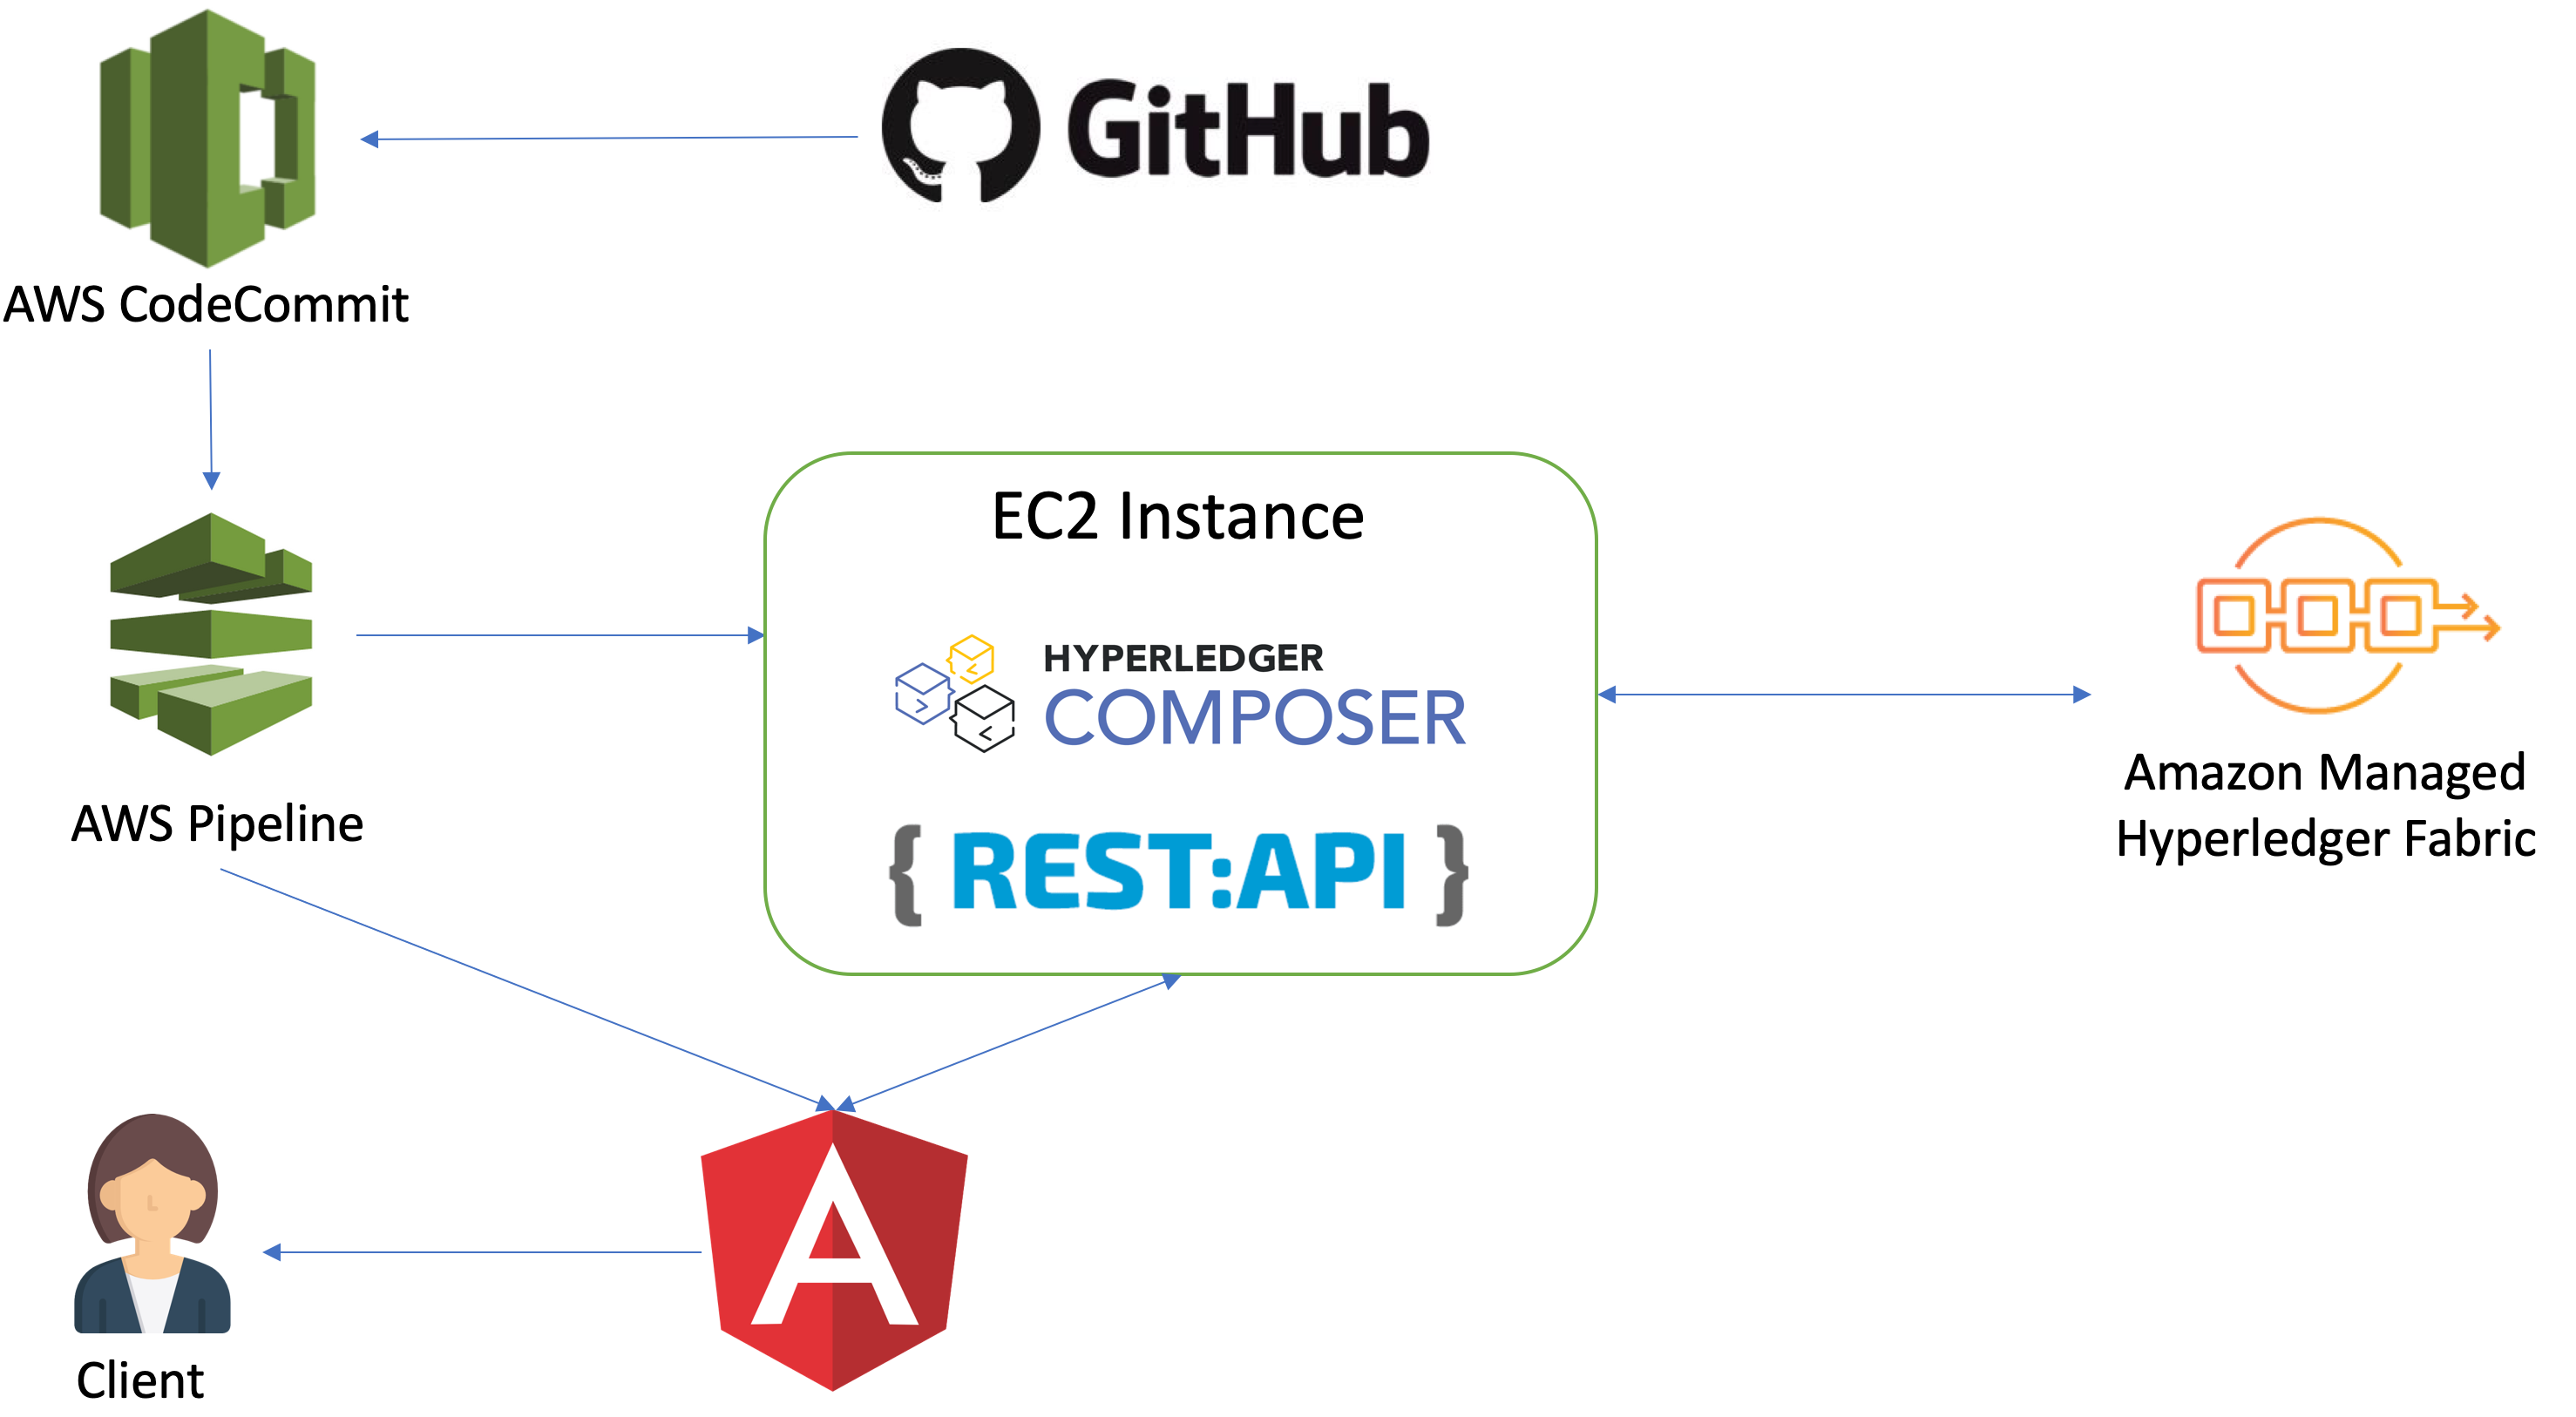 GitHub
AWS CodeCommit
EC2 Instance
HYPERLEDGER
COMPOSER
{ REST:API }
AWS Pipeline
Amazon Managed
Hyperledger Fabric
A
Client